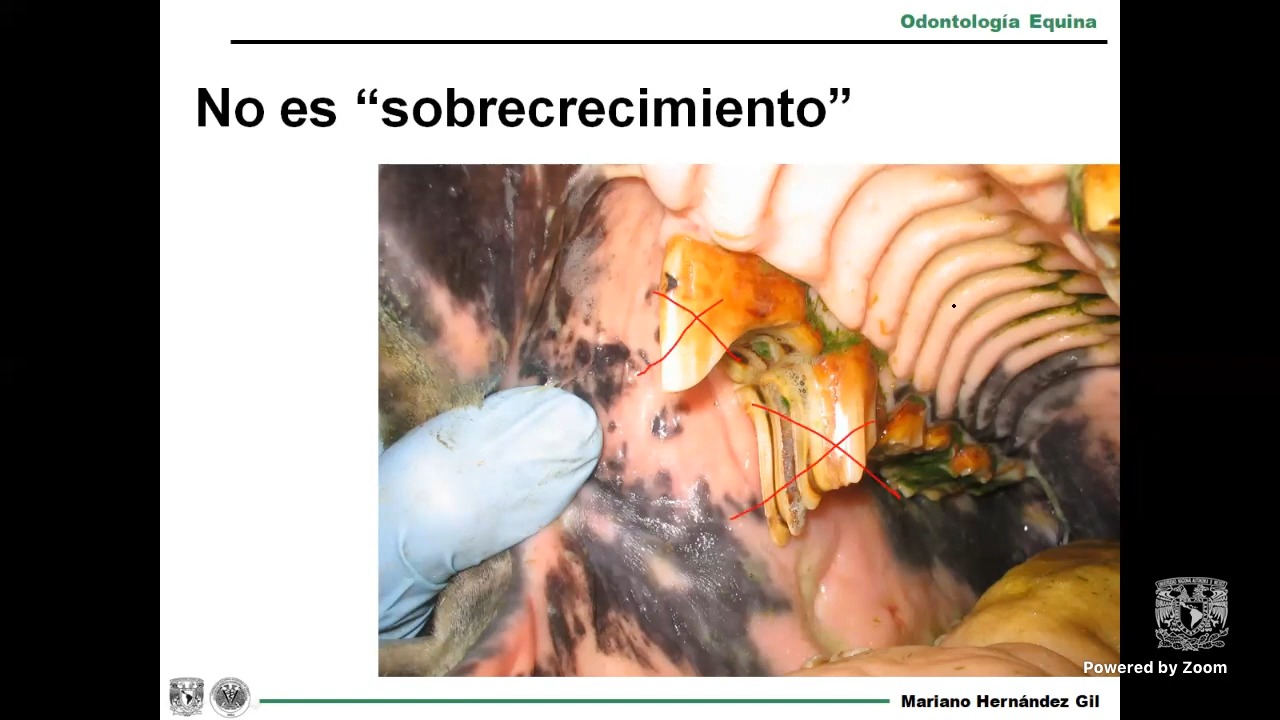 Odontología Equina
No es “sobrecrecimiento”
Powered by Zoom
Mariano Hernández Gil